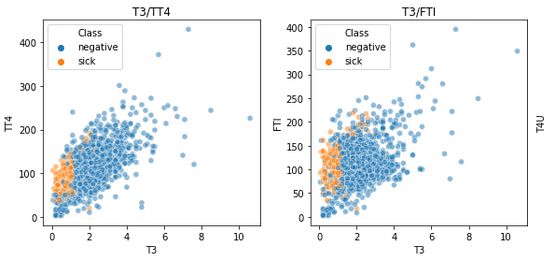 T3/TT4
Class
negative
sick
TT4
400
300
200
100
0
0
2
4
6
8
10
T3
T3/FTI
Class
negative
sick
FTI
400
350
300
250
200
150
100
50
0
0
2
4
6
8
10
T3
T4U